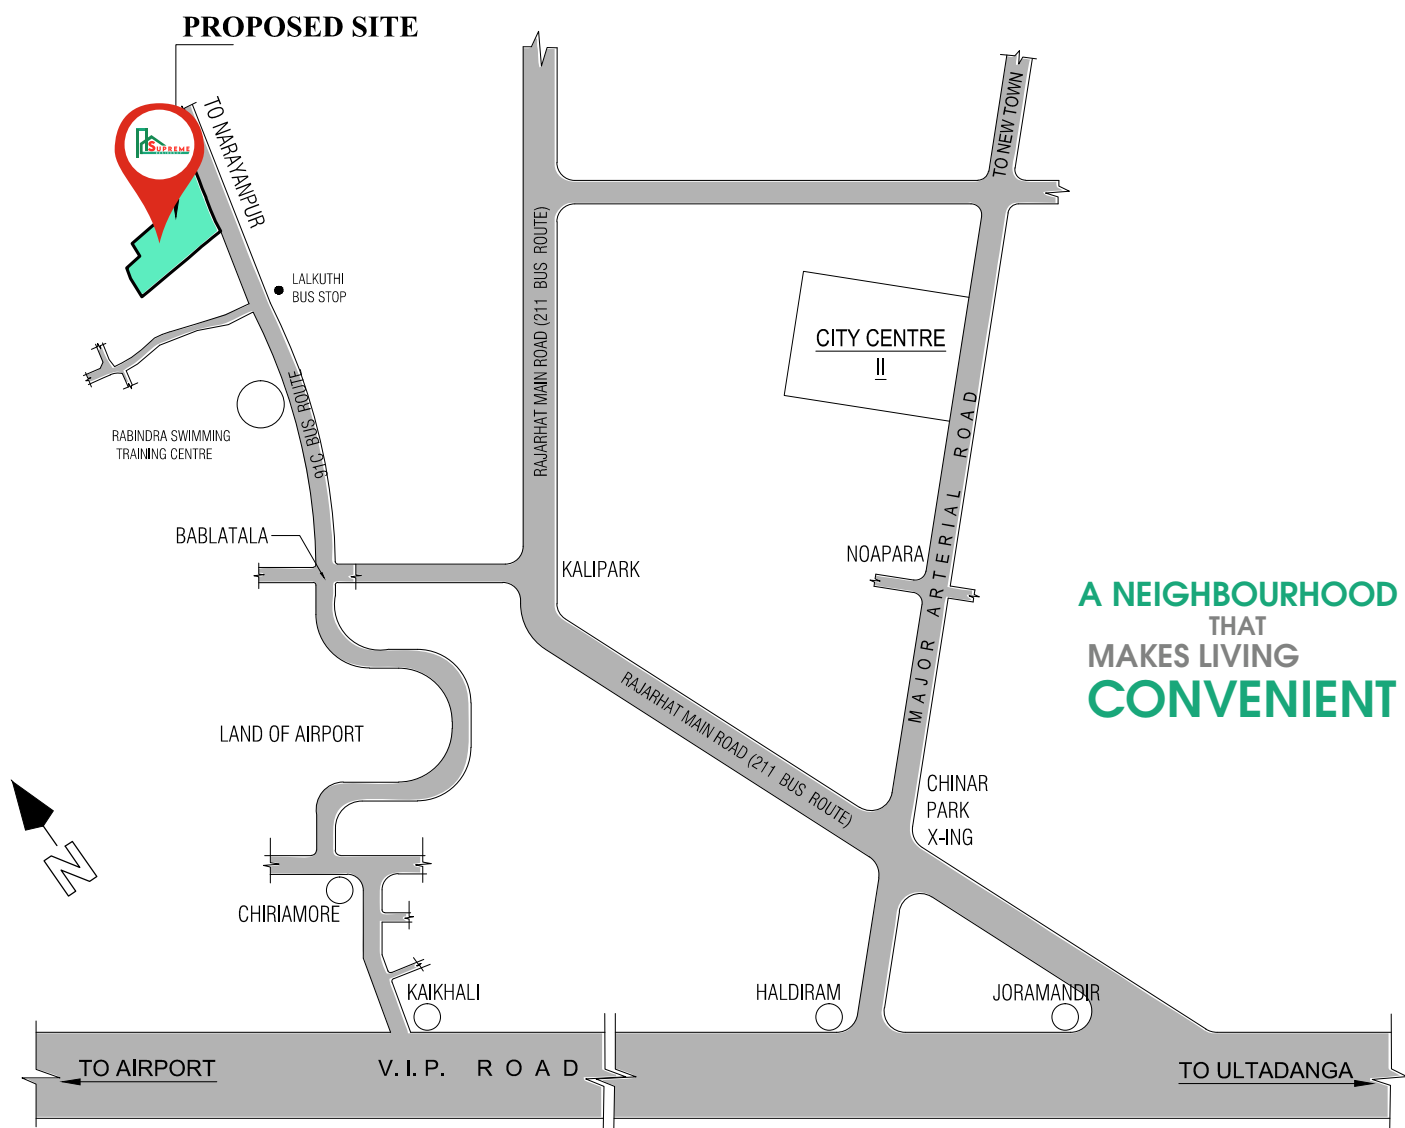 PROPOSED SITE
SUPREME
TO NARAYANPUR
TO NEW TOWN
LALKUTHI
BUS STOP
RAJARHAT MAIN ROAD (211 BUS ROUTE)
CITY CENTRE
II
91C BUS ROUTE
RABINDRA SWIMMING
TRAINING CENTRE
MAJOR ARTERIAL ROAD
BABLATALA
KALIPARK
NOAPARA
A NEIGHBOURHOOD
THAT
MAKES LIVING
CONVENIENT
RAJARHAT MAIN ROAD (211 BUS ROUTE)
LAND OF AIRPORT
CHINAR
PARK
X-ING
N
CHIRIAMORE
KAIKHALI
HALDIRAM
JORAMANDIR
TO AIRPORT
V.I.P. ROAD
TO ULTADANGA